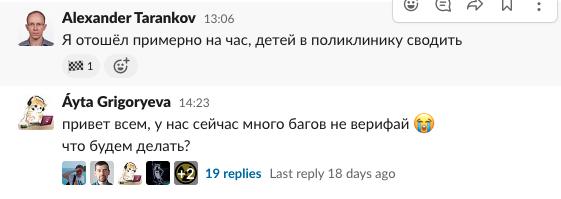 Alexander Tarankov 13:06
Я отошёл примерно на час, детей в поликлинику сводить
1
Áyta Grigoryeva 14:23
привет всем, у нас сейчас много багов не верифай
что будем делать?
+2 19 replies Last reply 18 days ago